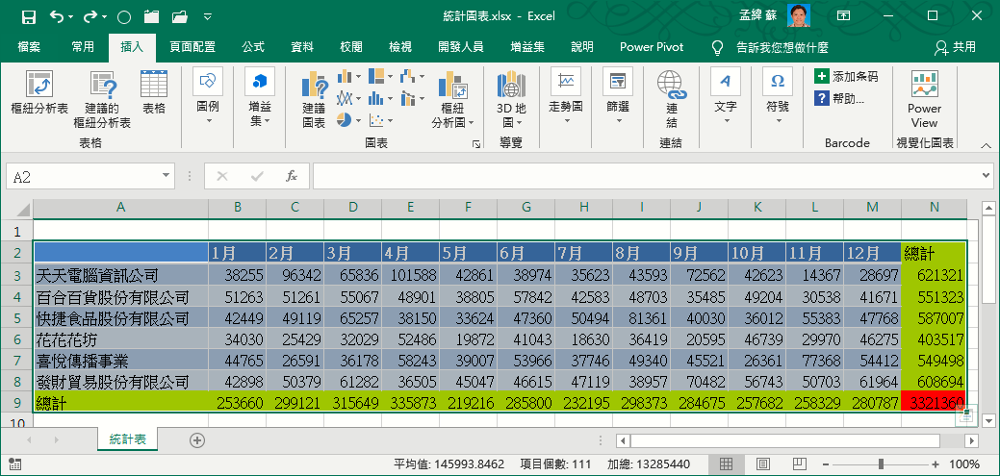 統計圖表.xlsx - Excel
孟緯 蘇
檔案 常用 插入 頁面配置 公式 資料 校閱 檢視 開發人員 增益集 說明 Power Pivot 告訴我您想做什麼 共用
樞紐分析表 建議的樞紐分析表 表格 圖例 增益集 建議圖表 樞紐分析圖 3D 地圖 走勢圖 篩選 連結 文字 符號 添加条码 帮助... Power View
表格 圖表 導覽 連結 Barcode 視覺化圖表
A2 fx
A B C D E F G H I J K L M N
1
2 1月 2月 3月 4月 5月 6月 7月 8月 9月 10月 11月 12月 總計
3 天天電腦資訊公司 38255 96342 65836 101588 42861 38974 35623 43593 72562 42623 14367 28697 621321
4 百合百貨股份有限公司 51263 51261 55067 48901 38805 57842 42583 48703 35485 49204 30538 41671 551323
5 快捷食品股份有限公司 42449 49119 65257 38150 33624 47360 50494 81361 40030 36012 55383 47768 587007
6 花花花坊 34030 25429 32029 52486 19872 41043 18630 36419 20595 46739 29970 46275 403517
7 喜悅傳播事業 44765 26591 36178 58243 39007 53966 37746 49340 45521 26361 77368 54412 549498
8 發財貿易股份有限公司 42898 50379 61282 36505 45047 46615 47119 38957 70482 56743 50703 61964 608694
9 總計 253660 299121 315649 335873 219216 285800 232195 298373 284675 257682 258329 280787 3321360
10
統計表
平均值: 145993.8462 項目個數: 111 加總: 13285440 100%